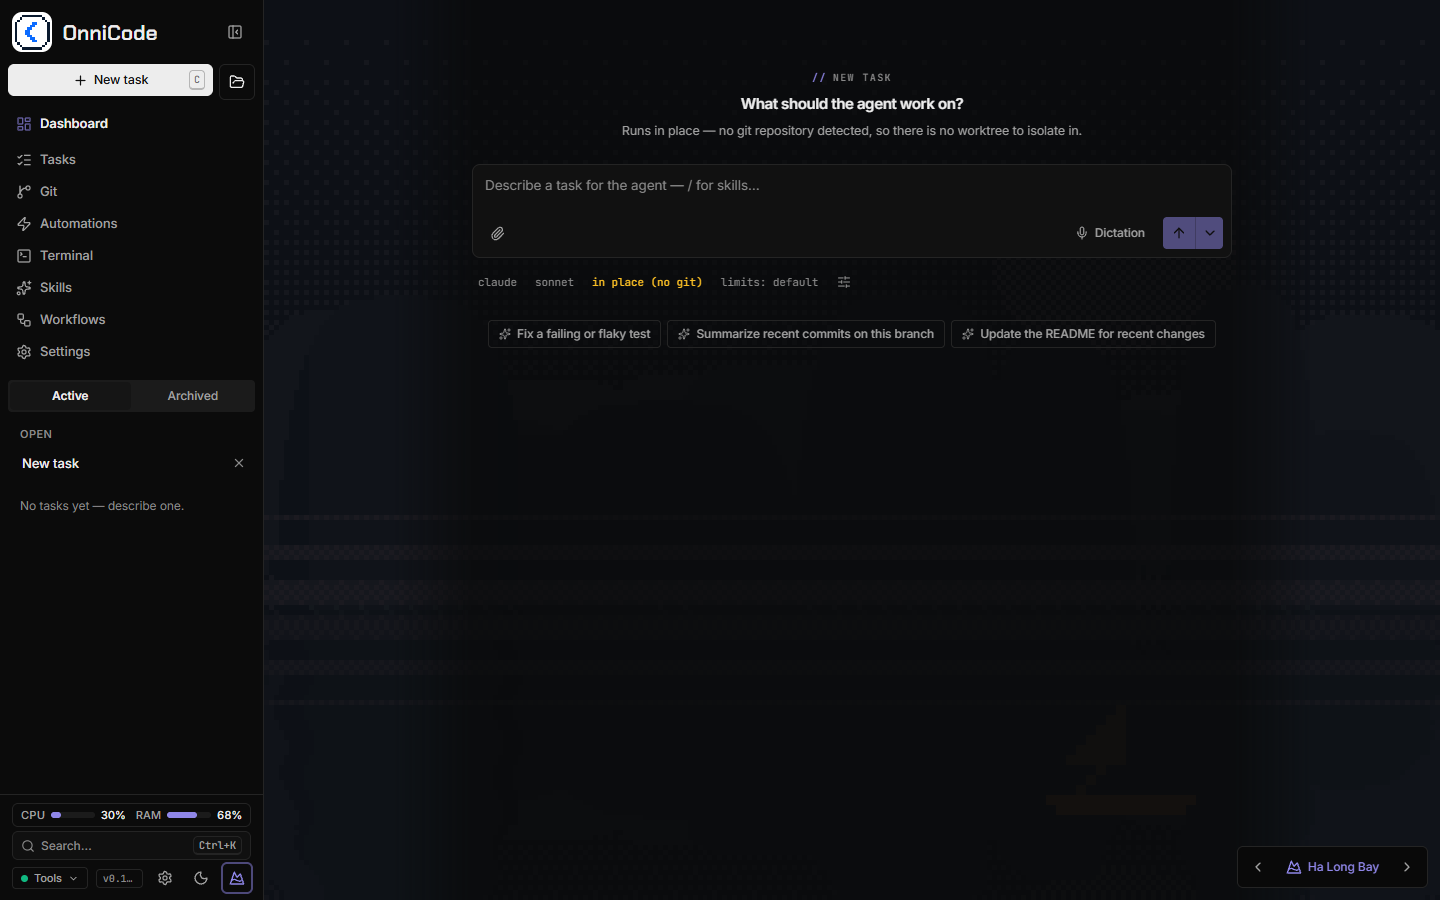 OnniCode
New task
C
Dashboard
Tasks
Git
Automations
Terminal
Skills
Workflows
Settings
Active
Archived
OPEN
New task
No tasks yet — describe one.
CPU 30% RAM 68%
Search...
Ctrl+K
Tools
v0.1...
// NEW TASK
What should the agent work on?
Runs in place — no git repository detected, so there is no worktree to isolate in.
Describe a task for the agent — / for skills...
Dictation
claude sonnet in place (no git) limits: default
Fix a failing or flaky test
Summarize recent commits on this branch
Update the README for recent changes
Ha Long Bay